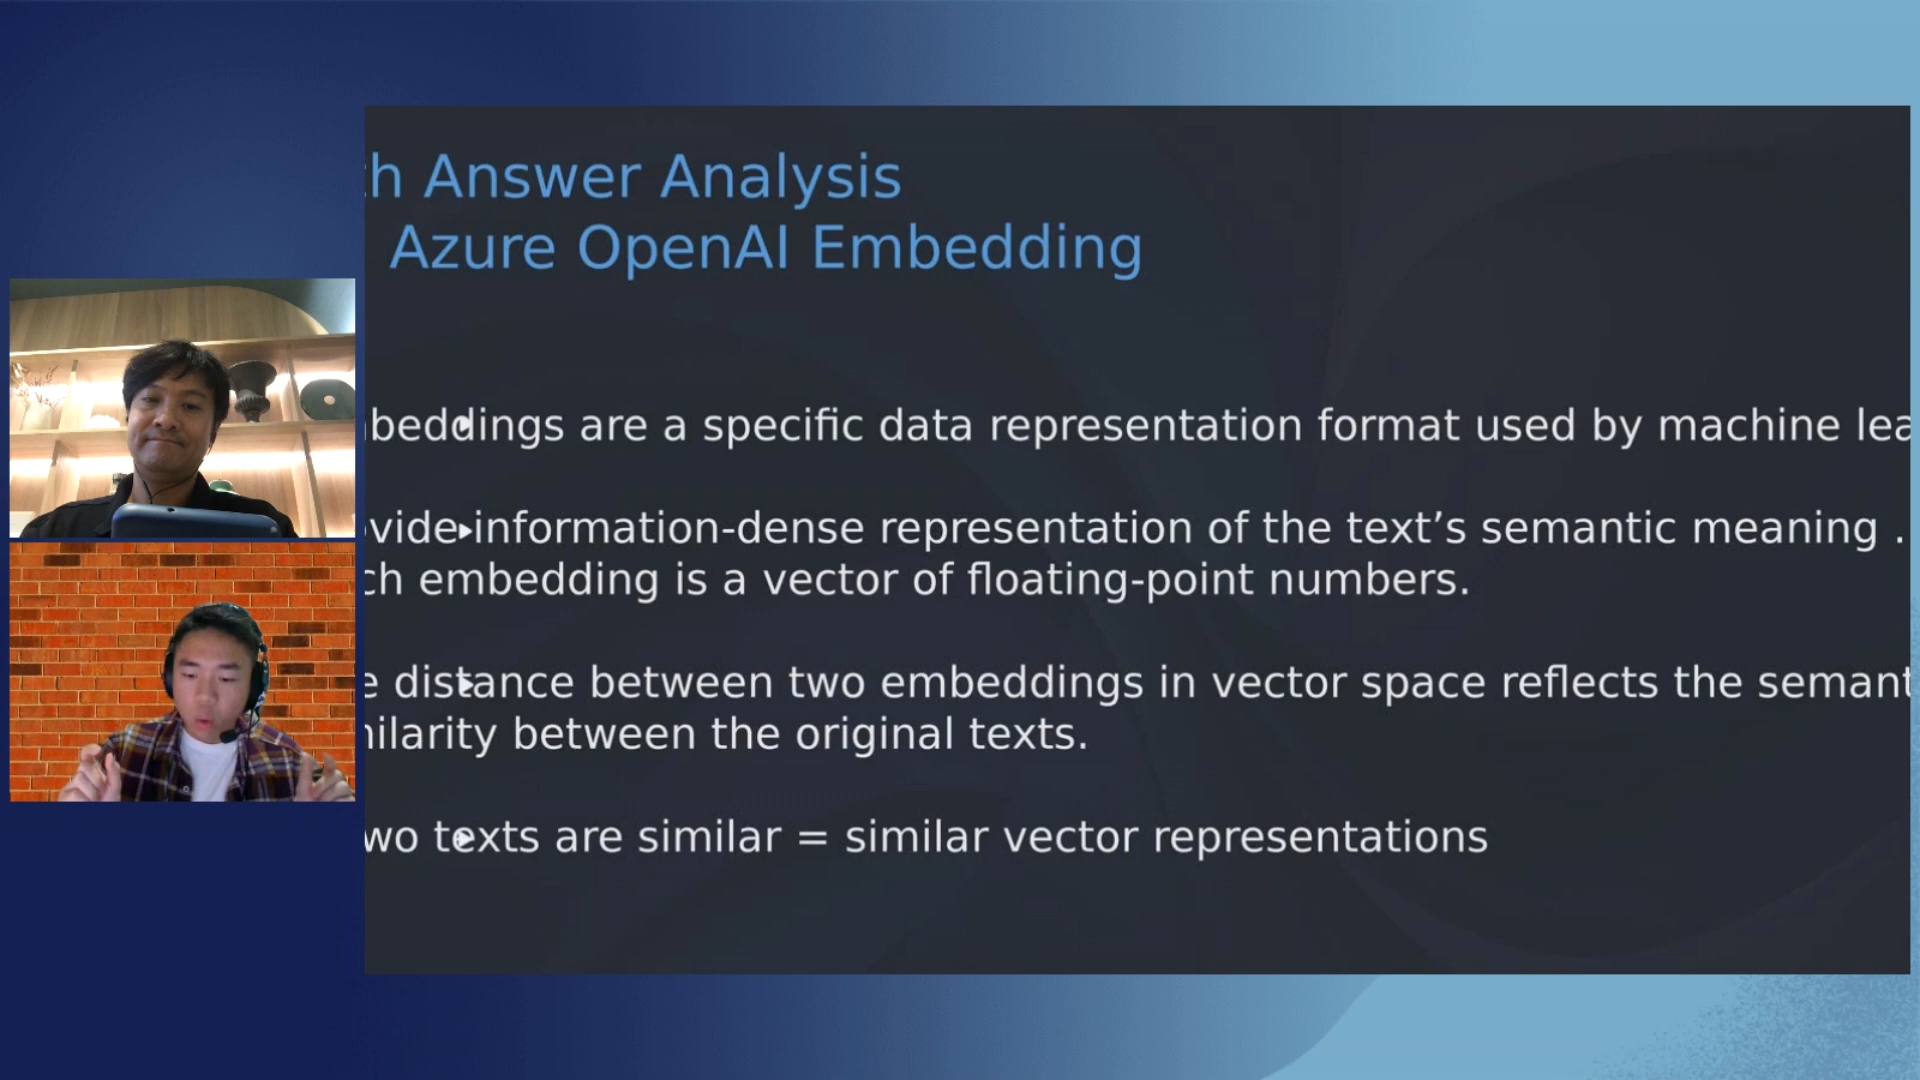 h Answer Analysis
Azure OpenAI Embedding
beddings are a specific data representation format used by machine lea
vide information-dense representation of the text’s semantic meaning .
ch embedding is a vector of floating-point numbers.
e distance between two embeddings in vector space reflects the semant
ilarity between the original texts.
wo texts are similar = similar vector representations